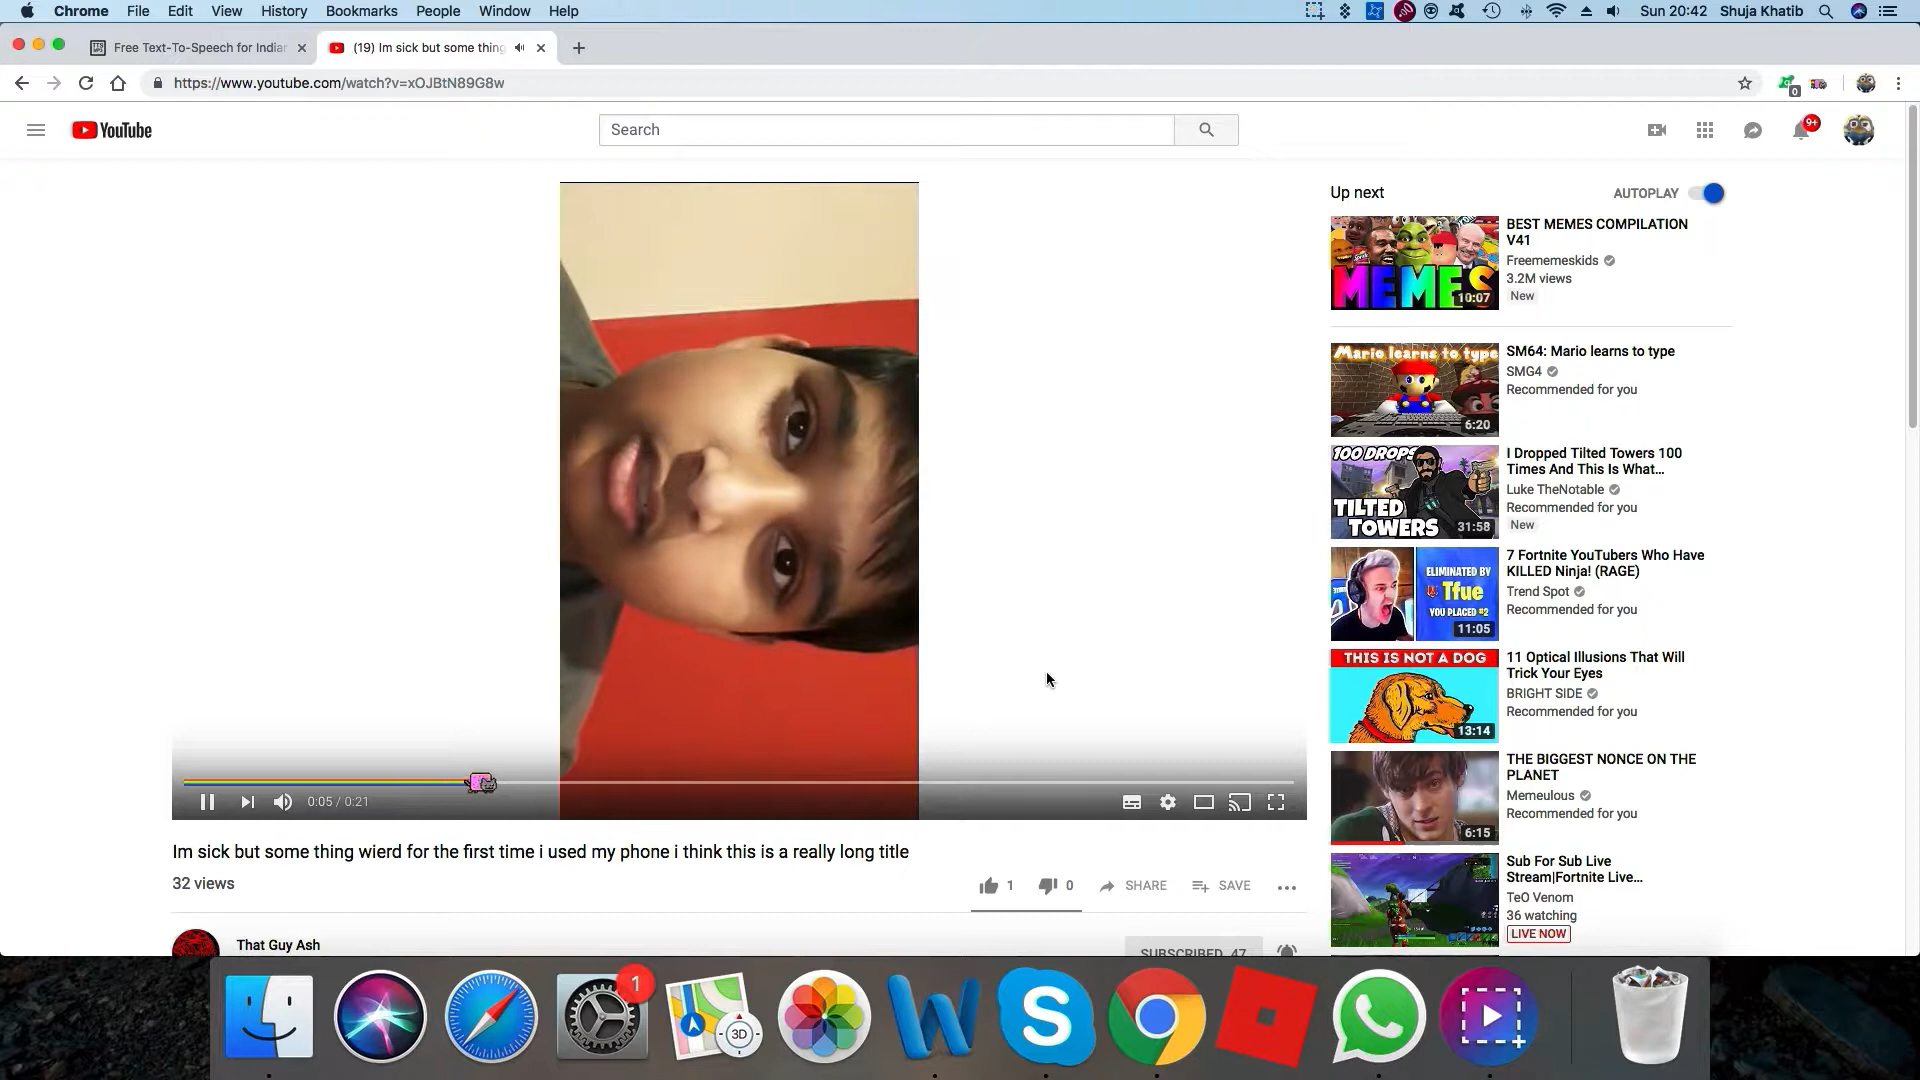 Chrome File Edit View History Bookmarks People Window Help
Sun 20:42 Shuja Khatib
Free Text-To-Speech for Indian
(19) Im sick but some thing
https://www.youtube.com/watch?v=xOJBtN89G8w
0
YouTube
Search
9+
Up next
AUTOPLAY
MEMES
10:07
BEST MEMES COMPILATION
V41
Freememeskids
3.2M views
New
Mario learns to type
6:20
SM64: Mario learns to type
SMG4
Recommended for you
100 DROPS
TILTED
TOWERS
31:58
I Dropped Tilted Towers 100
Times And This Is What...
Luke TheNotable
Recommended for you
New
ELIMINATED BY
Tfue
YOU PLACED #2
11:05
7 Fortnite YouTubers Who Have
KILLED Ninja! (RAGE)
Trend Spot
Recommended for you
THIS IS NOT A DOG
13:14
11 Optical Illusions That Will
Trick Your Eyes
BRIGHT SIDE
Recommended for you
6:15
THE BIGGEST NONCE ON THE
PLANET
Memeulous
Recommended for you
Sub For Sub Live
Stream|Fortnite Live...
TeO Venom
36 watching
LIVE NOW
0:05 / 0:21
Im sick but some thing wierd for the first time i used my phone i think this is a really long title
32 views
1 0 SHARE SAVE
That Guy Ash
SUBSCRIBED 47
1
3D
W
S